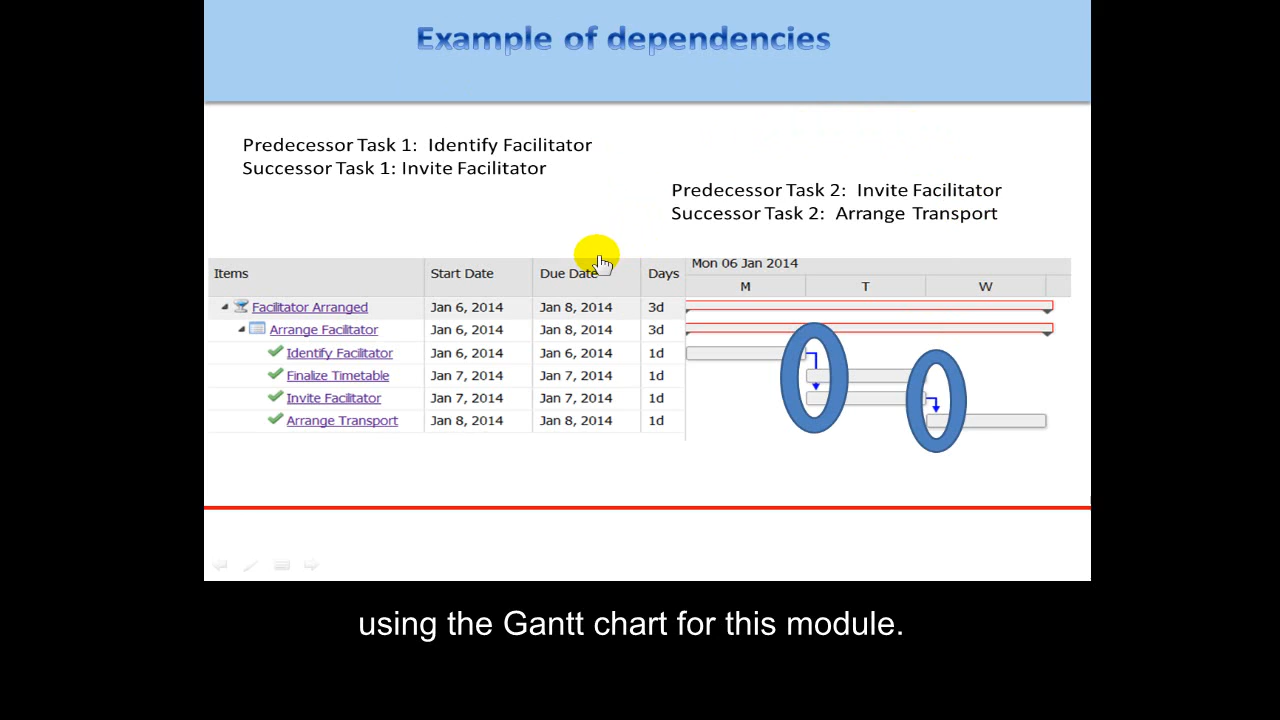 Example of dependencies
Predecessor Task 1: Identify Facilitator
Successor Task 1: Invite Facilitator
Predecessor Task 2: Invite Facilitator
Successor Task 2: Arrange Transport
Items Start Date Due Date Days Mon 06 Jan 2014
M T W
Facilitator Arranged Jan 6, 2014 Jan 8, 2014 3d
Arrange Facilitator Jan 6, 2014 Jan 8, 2014 3d
Identify Facilitator Jan 6, 2014 Jan 6, 2014 1d
Finalize Timetable Jan 7, 2014 Jan 7, 2014 1d
Invite Facilitator Jan 7, 2014 Jan 7, 2014 1d
Arrange Transport Jan 8, 2014 Jan 8, 2014 1d
using the Gantt chart for this module.